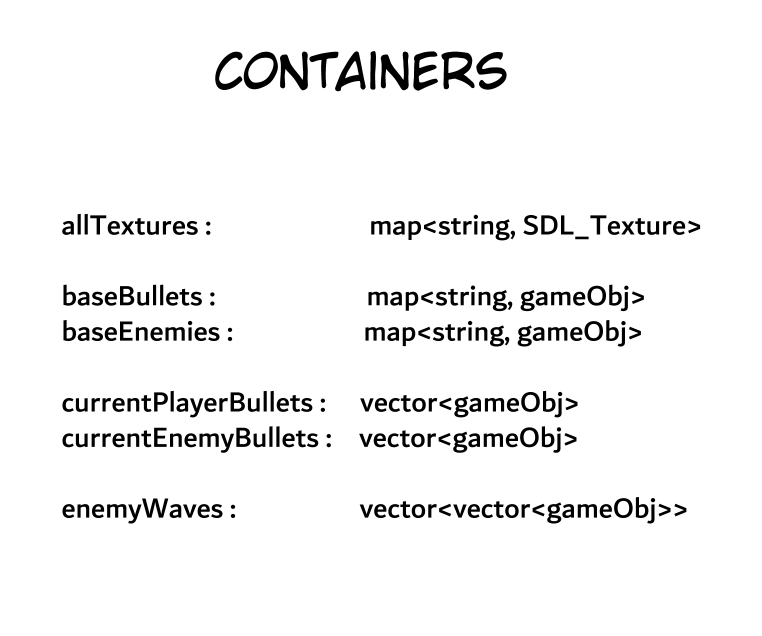 CONTAINERS
allTextures : map<string, SDL_Texture>
baseBullets : map<string, gameObj>
baseEnemies : map<string, gameObj>
currentPlayerBullets : vector<gameObj>
currentEnemyBullets : vector<gameObj>
enemyWaves : vector<vector<gameObj>>